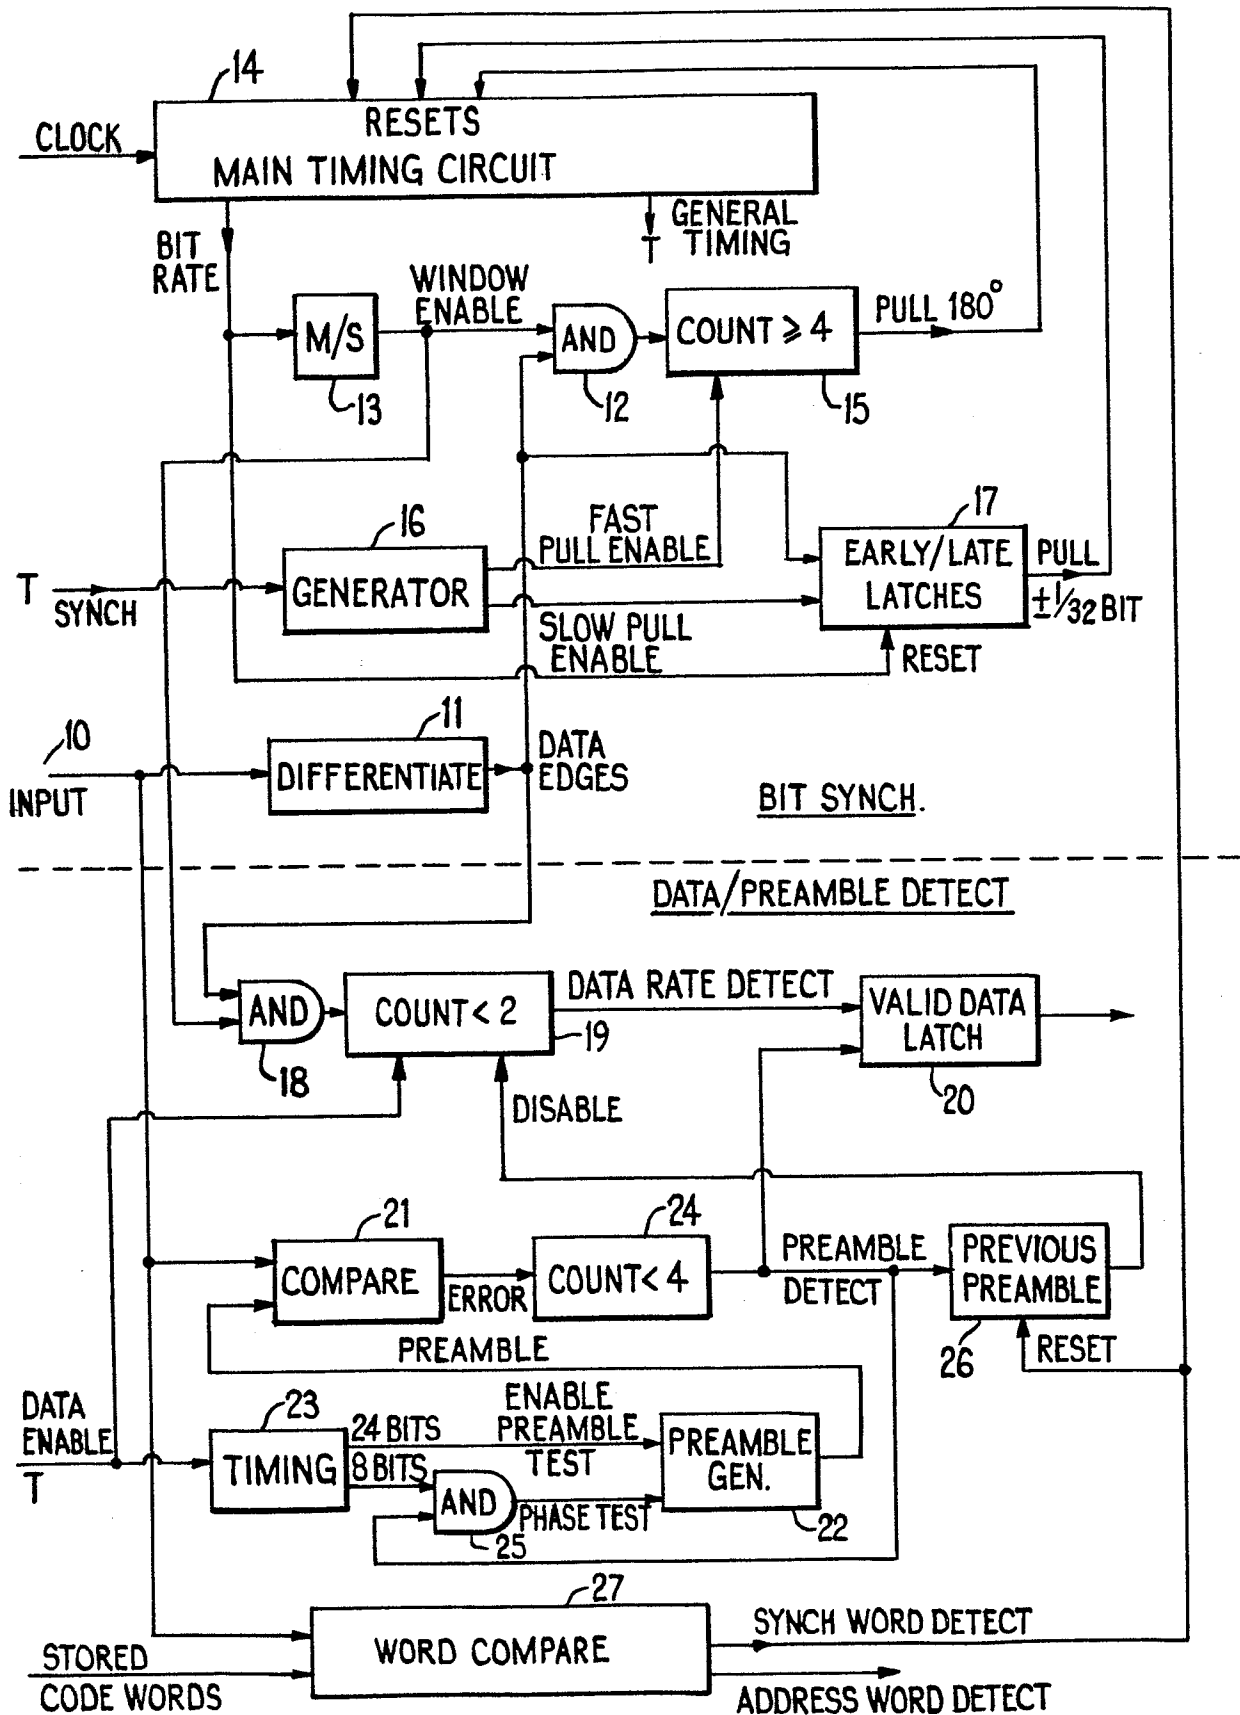 14
RESETS
CLOCK
MAIN TIMING CIRCUIT
BIT
RATE
GENERAL
TIMING
T
WINDOW
ENABLE
M/S
13
AND
12
COUNT ⩾ 4
15
PULL 180°
16
FAST
PULL ENABLE
17
EARLY/LATE
LATCHES
PULL
±1/32 BIT
T
SYNCH
GENERATOR
SLOW PULL
ENABLE
RESET
10
INPUT
11
DIFFERENTIATE
DATA
EDGES
BIT SYNCH.
DATA/PREAMBLE DETECT
AND
18
COUNT < 2
19
DATA RATE DETECT
VALID DATA
LATCH
20
DISABLE
21
COMPARE
ERROR
24
COUNT < 4
PREAMBLE
DETECT
PREVIOUS
PREAMBLE
26
RESET
PREAMBLE
DATA
ENABLE
T
23
TIMING
24 BITS
8 BITS
ENABLE
PREAMBLE
TEST
AND
25
PHASE TEST
PREAMBLE
GEN.
22
27
WORD COMPARE
STORED
CODE WORDS
SYNCH WORD DETECT
ADDRESS WORD DETECT